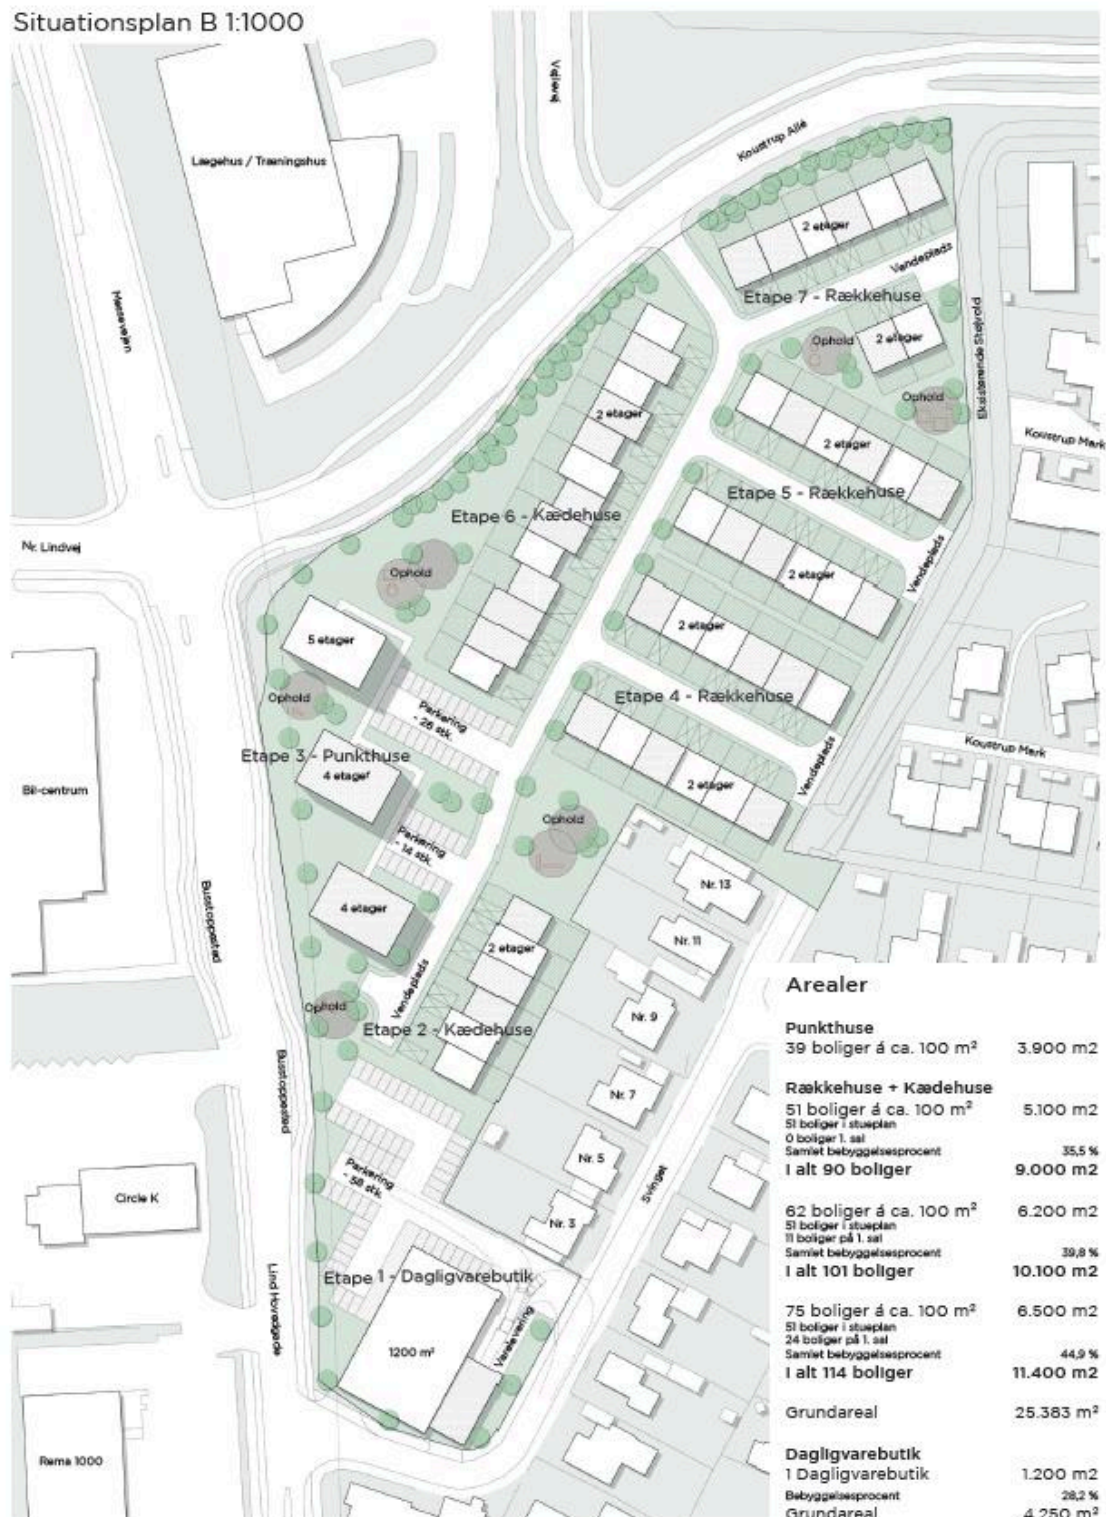 Situationsplan B 1:1000
Vejlevej
Koustrup Allé
Lægehus / Træningshus
2 etager
Vendeplads
Messevejen
Etape 7 - Rækkehuse
Eksisterende Støjvold
Ophold
2 etager
Ophold
2 etager
Koustrup Mark
2 etager
Etape 5 - Rækkehuse
Etape 6 - Kædehuse
Nr. Lindvej
Vendeplads
Ophold
2 etager
2 etager
5 etager
Ophold
Etape 4 - Rækkehuse
Parkering
- 26 stk.
Koustrup Mark
Etape 3 - Punkthuse
Vendeplads
4 etager
2 etager
Bil-centrum
Ophold
Parkering
- 14 stk.
Nr. 13
4 etager
Busstoppested
Nr. 11
2 etager
Vendeplads
Ophold
Nr. 9
Etape 2 - Kædehuse
Busstoppested
Nr. 7
Nr. 5
Parkering
- 58 stk.
Svinget
Circle K
Nr. 3
Etape 1 - Dagligvarebutik
Lind Hovedgade
Varelevering
1200 m²
Rema 1000
Arealer
Punkthuse
39 boliger á ca. 100 m² 3.900 m2
Rækkehuse + Kædehuse
51 boliger á ca. 100 m² 5.100 m2
51 boliger i stueplan
0 boliger 1. sal
Samlet bebyggelsesprocent 35,5 %
I alt 90 boliger 9.000 m2
62 boliger á ca. 100 m² 6.200 m2
51 boliger i stueplan
11 boliger på 1. sal
Samlet bebyggelsesprocent 39,8 %
I alt 101 boliger 10.100 m2
75 boliger á ca. 100 m² 6.500 m2
51 boliger i stueplan
24 boliger på 1. sal
Samlet bebyggelsesprocent 44,9 %
I alt 114 boliger 11.400 m2
Grundareal 25.383 m²
Dagligvarebutik
1 Dagligvarebutik 1.200 m2
Bebyggelsesprocent 28,2 %
Grundareal 4.250 m²